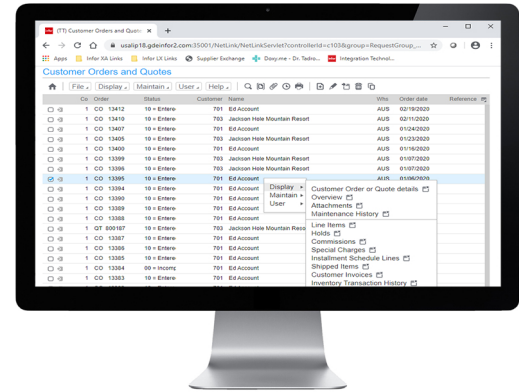 (TT) Customer Orders and Quote
usalip18.gdeinfor2.com:35001/NetLink/NetLinkServlet?controllerId=c103&group=RequestGroup_...
Apps Infor XA Links Infor LX Links Supplier Exchange Doxy.me - Dr. Tadro... Integration Technol...
Customer Orders and Quotes
File Display Maintain User Help
Co Order Status Customer Name Whs Order date Reference
1 CO 13412 10 = Entere 701 Ed Account AUS 02/19/2020
1 CO 13410 10 = Entere 703 Jackson Hole Mountain Resort AUS 02/11/2020
1 CO 13407 10 = Entere 701 Ed Account AUS 01/24/2020
1 CO 13405 10 = Entere 703 Jackson Hole Mountain Resort AUS 01/23/2020
1 CO 13400 10 = Entere 701 Ed Account AUS 01/16/2020
1 CO 13399 10 = Entere 703 Jackson Hole Mountain Resort AUS 01/07/2020
1 CO 13396 10 = Entere 703 Jackson Hole Mountain Resort AUS 01/07/2020
1 CO 13395 10 = Entere 701 Ed Account AUS 01/06/2020
1 CO 13394 10 = Entere 701 Ed Account
1 CO 13390 10 = Entere 701 Ed Account
1 CO 13389 10 = Entere 701 Ed Account
1 CO 13388 10 = Entere 701 Ed Account
1 QT 800187 10 = Entere 703 Jackson Hole Mountain Reso
1 CO 13387 10 = Entere 701 Ed Account
1 CO 13386 10 = Entere 701 Ed Account
1 CO 13385 10 = Entere 701 Ed Account
1 CO 13384 00 = Incomp 701 Ed Account
1 CO 13383 10 = Entere 701 Ed Account
Display
Maintain
User
Customer Order or Quote details
Overview
Attachments
Maintenance History
Line Items
Holds
Commissions
Special Charges
Installment Schedule Lines
Shipped Items
Customer Invoices
Inventory Transaction History